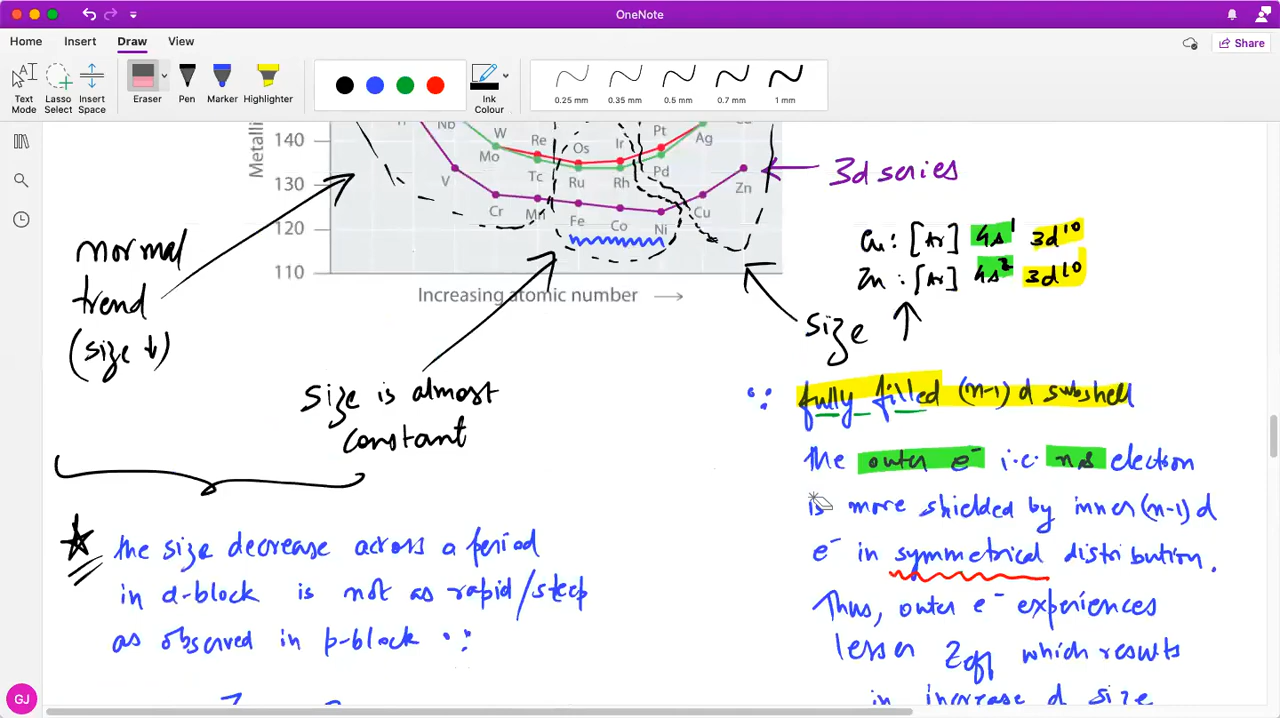 OneNote
Home Insert Draw View
Share
Text Mode
Lasso Select
Insert Space
Eraser
Pen
Marker
Highlighter
Ink Colour
0.25 mm 0.35 mm 0.5 mm 0.7 mm 1 mm
Metalli
140
130
120
110
Nb
W
Mo
Re
Tc
Os
Ru
Ir
Rh
Pt
Pd
Ag
V
Cr
Mn
Fe
Co
Ni
Cu
Zn
Increasing atomic number →
3d series
Cu : [Ar] 4s¹ 3d¹⁰
Zn : [Ar] 4s² 3d¹⁰
normal
trend
(size ↓)
size is almost
constant
size ↑
∵ fully filled (n-1) d subshell
the outer e⁻ i.e. ns election
is more shielded by inner (n-1) d
e⁻ in symmetrical distribution.
Thus, outer e⁻ experiences
lesser Zeff which results
in increase d size
the size decrease across a period
in d-block is not as rapid/steep
as observed in p-block ∵
GJ